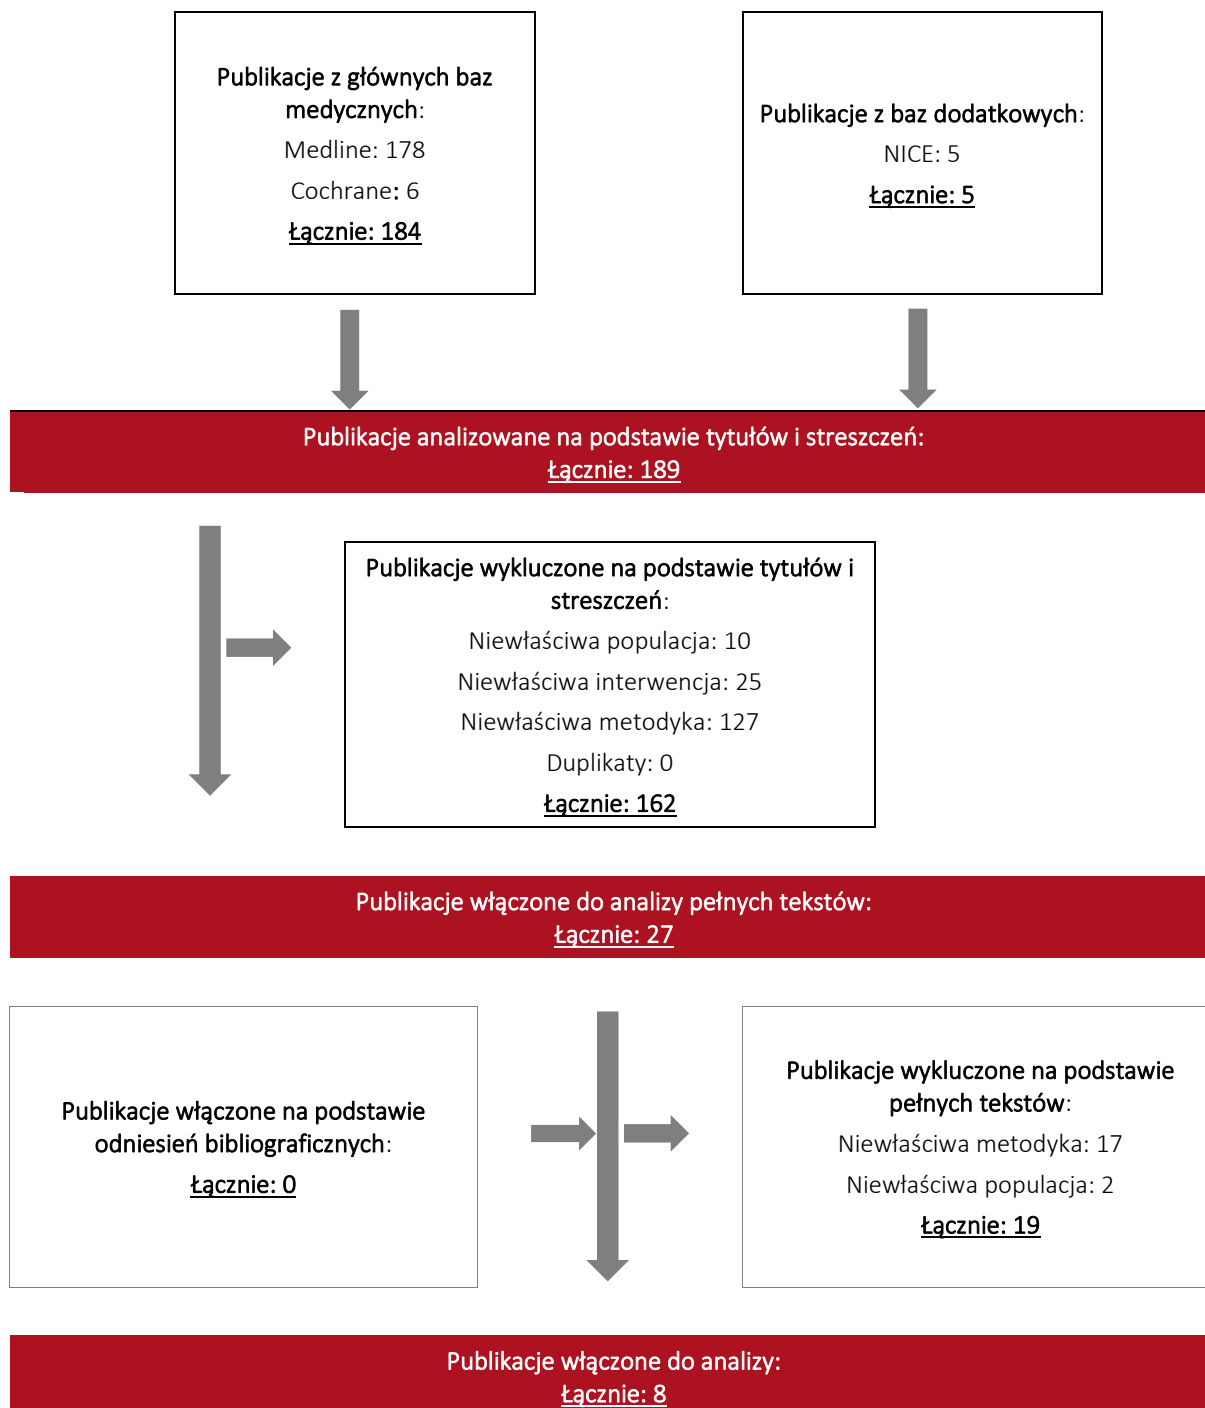 Publikacje z głównych baz
medycznych:
Medline: 178
Cochrane: 6
Łącznie: 184
Publikacje z baz dodatkowych:
NICE: 5
Łącznie: 5
Publikacje analizowane na podstawie tytułów i streszczeń:
Łącznie: 189
Publikacje wykluczone na podstawie tytułów i
streszczeń:
Niewłaściwa populacja: 10
Niewłaściwa interwencja: 25
Niewłaściwa metodyka: 127
Duplikaty: 0
Łącznie: 162
Publikacje włączone do analizy pełnych tekstów:
Łącznie: 27
Publikacje włączone na podstawie
odniesień bibliograficznych:
Łącznie: 0
Publikacje wykluczone na podstawie
pełnych tekstów:
Niewłaściwa metodyka: 17
Niewłaściwa populacja: 2
Łącznie: 19
Publikacje włączone do analizy:
Łącznie: 8